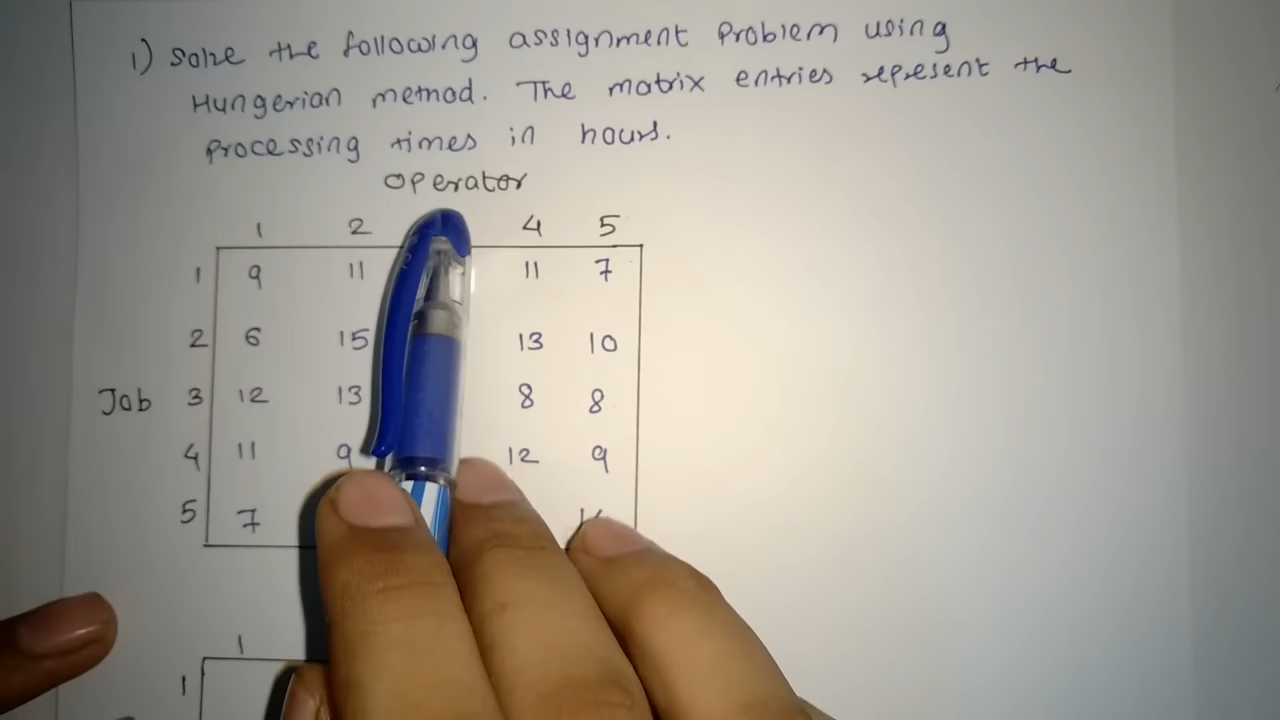 1) Solve the following assignment problem using
Hungerian method. The matrix entries represent the
processing times in hours.
Operator
1 2 4 5
1 9 11 11 7
2 6 15 13 10
Job 3 12 13 8 8
4 11 9 12 9
5 7
1
1